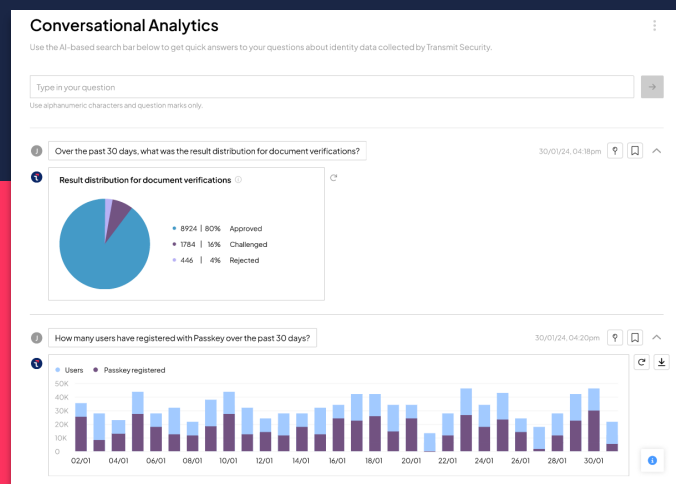 Conversational Analytics
Use the AI-based search bar below to get quick answers to your questions about identity data collected by Transmit Security.
Type in your question
Use alphanumeric characters and question marks only.
J Over the past 30 days, what was the result distribution for document verifications? 30/01/24, 04:18pm
Result distribution for document verifications
8924 | 80% Approved
1784 | 16% Challenged
446 | 4% Rejected
J How many users have registered with Passkey over the past 30 days? 30/01/24, 04:20pm
Users Passkey registered
50K
40K
30K
20K
10K
0
02/01 04/01 06/01 08/01 10/01 12/01 14/01 16/01 18/01 20/01 22/01 24/01 26/01 28/01 30/01